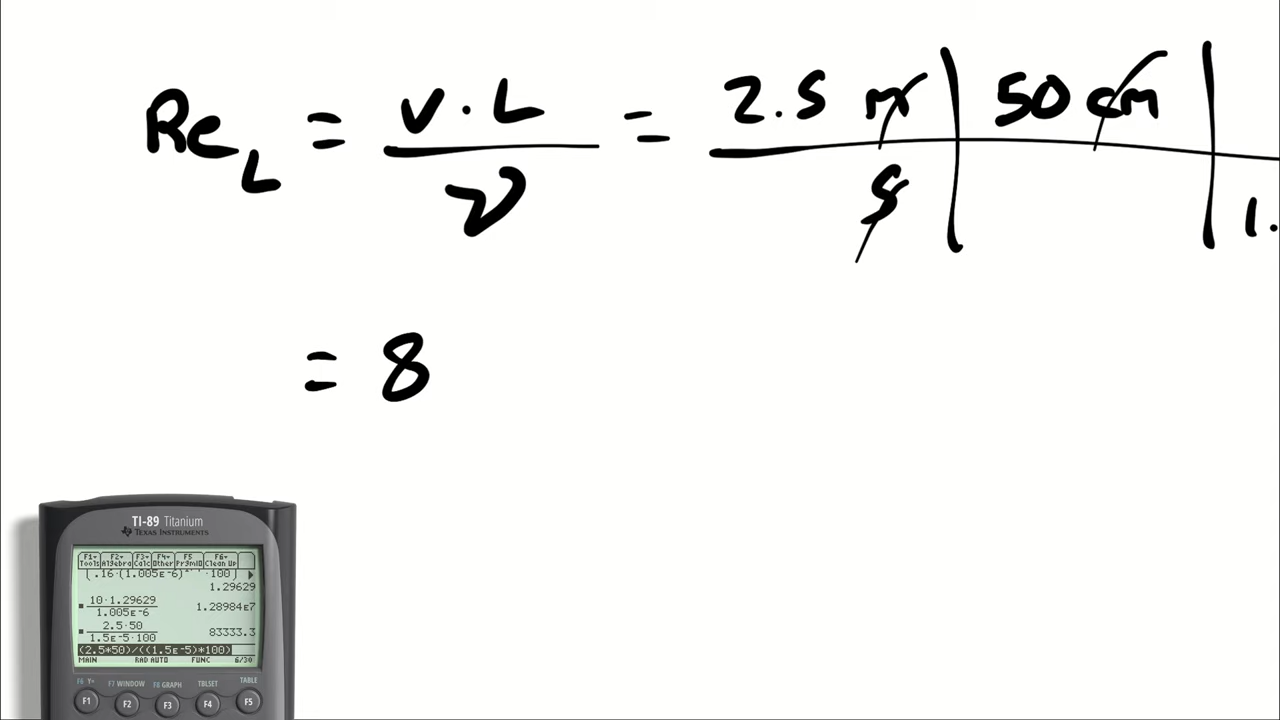 Re_L = v · L / ν = 2.5 m / s | 50 cm | 1.
= 8
TI-89 Titanium
TEXAS INSTRUMENTS
F1▾ F2▾ F3▾ F4▾ F5 F6▾
Tools Algebra Calc Other PrgmIO Clean Up
1.29629
10·1.29629 / 1.005E-6 1.28984E7
2.5·50 / 1.5E-5·100 83333.3
(2.5*50)/((1.5E-5)*100)
MAIN RAD AUTO FUNC 6/30
F6 Y= F7 WINDOW F8 GRAPH TBLSET TABLE
F1 F2 F3 F4 F5